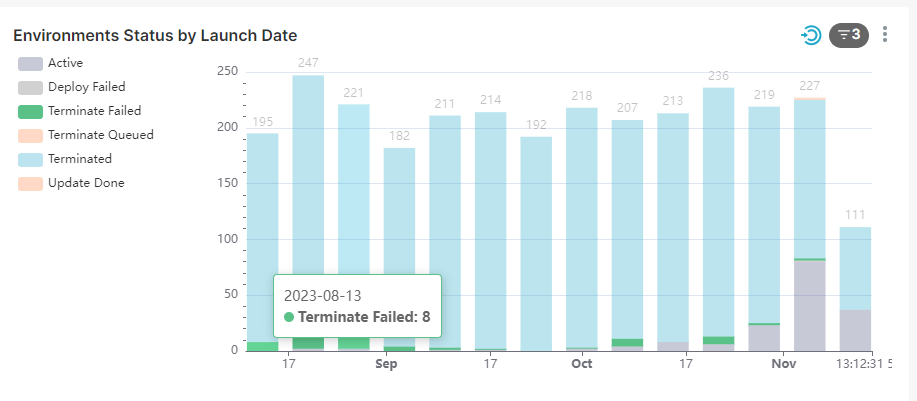 Environments Status by Launch Date
3
Active
Deploy Failed
Terminate Failed
Terminate Queued
Terminated
Update Done
250
200
150
100
50
0
195
247
221
182
211
214
192
218
207
213
236
219
227
111
2023-08-13
Terminate Failed: 8
17 Sep 17 Oct 17 Nov 13:12:31